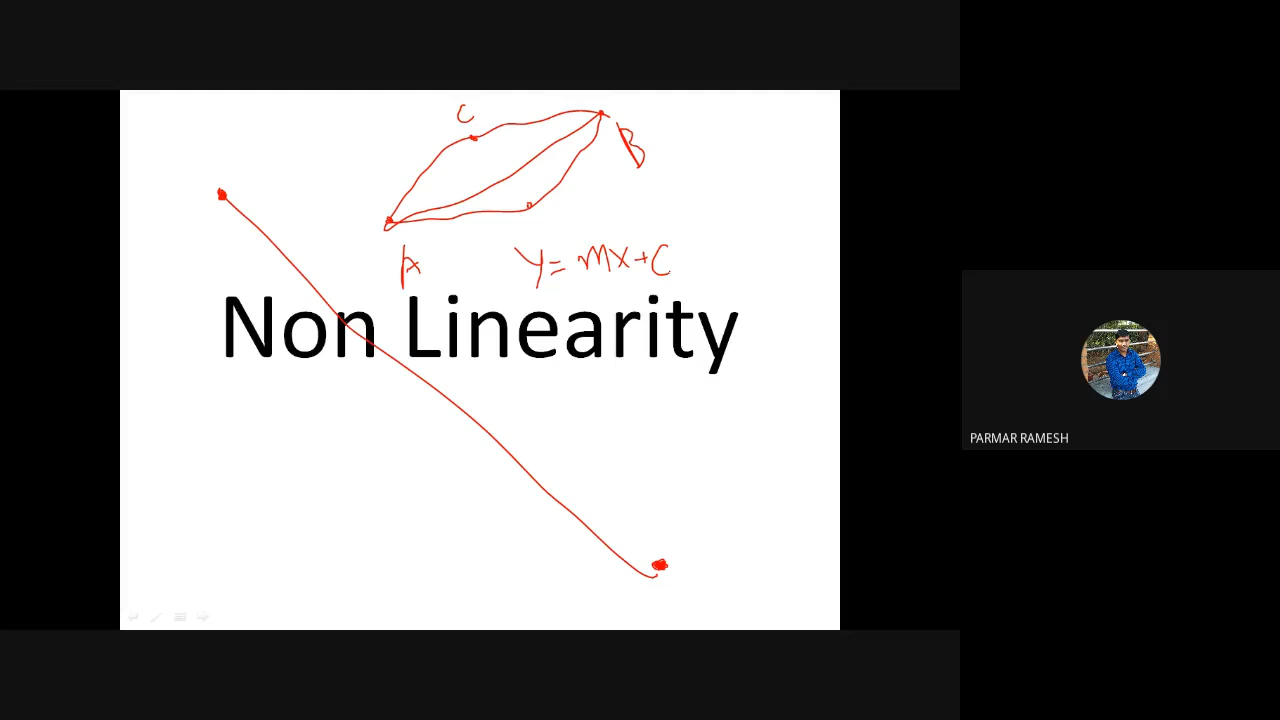 C
B
A
Y = MX + C
Non Linearity
PARMAR RAMESH